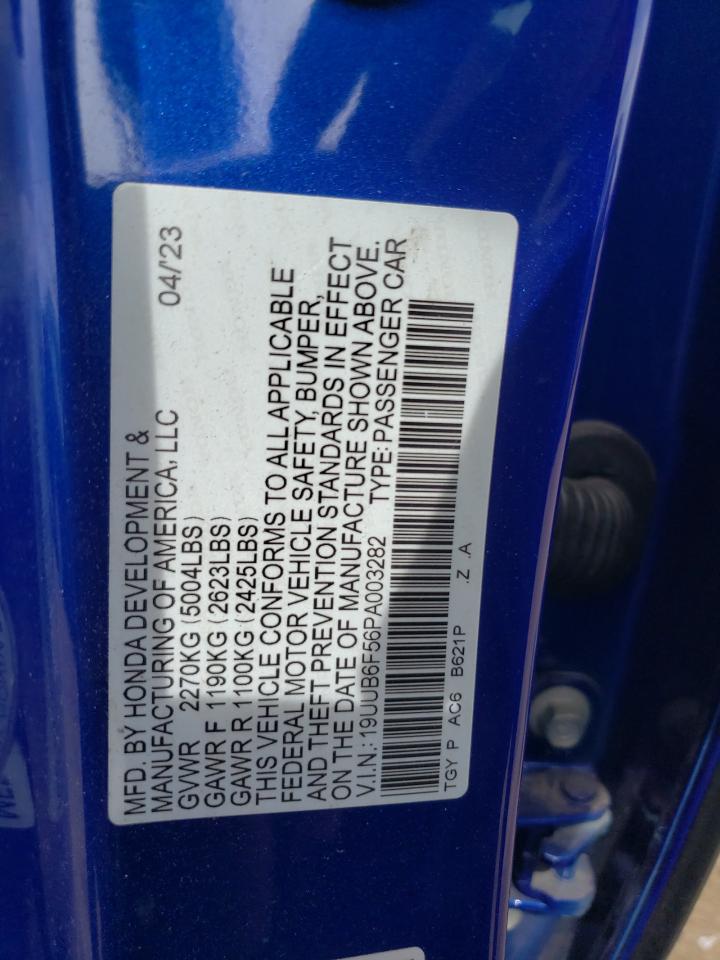 MFD. BY HONDA DEVELOPMENT & 04/'23
MANUFACTURING OF AMERICA, LLC
GVWR 2270KG (5004LBS)
GAWR F 1190KG (2623LBS)
GAWR R 1100KG (2425LBS)
THIS VEHICLE CONFORMS TO ALL APPLICABLE
FEDERAL MOTOR VEHICLE SAFETY, BUMPER,
AND THEFT PREVENTION STANDARDS IN EFFECT
ON THE DATE OF MANUFACTURE SHOWN ABOVE.
V.I.N.:19UUB6F56PA003282 TYPE:PASSENGER CAR
TGY P AC6 B621P .Z .A